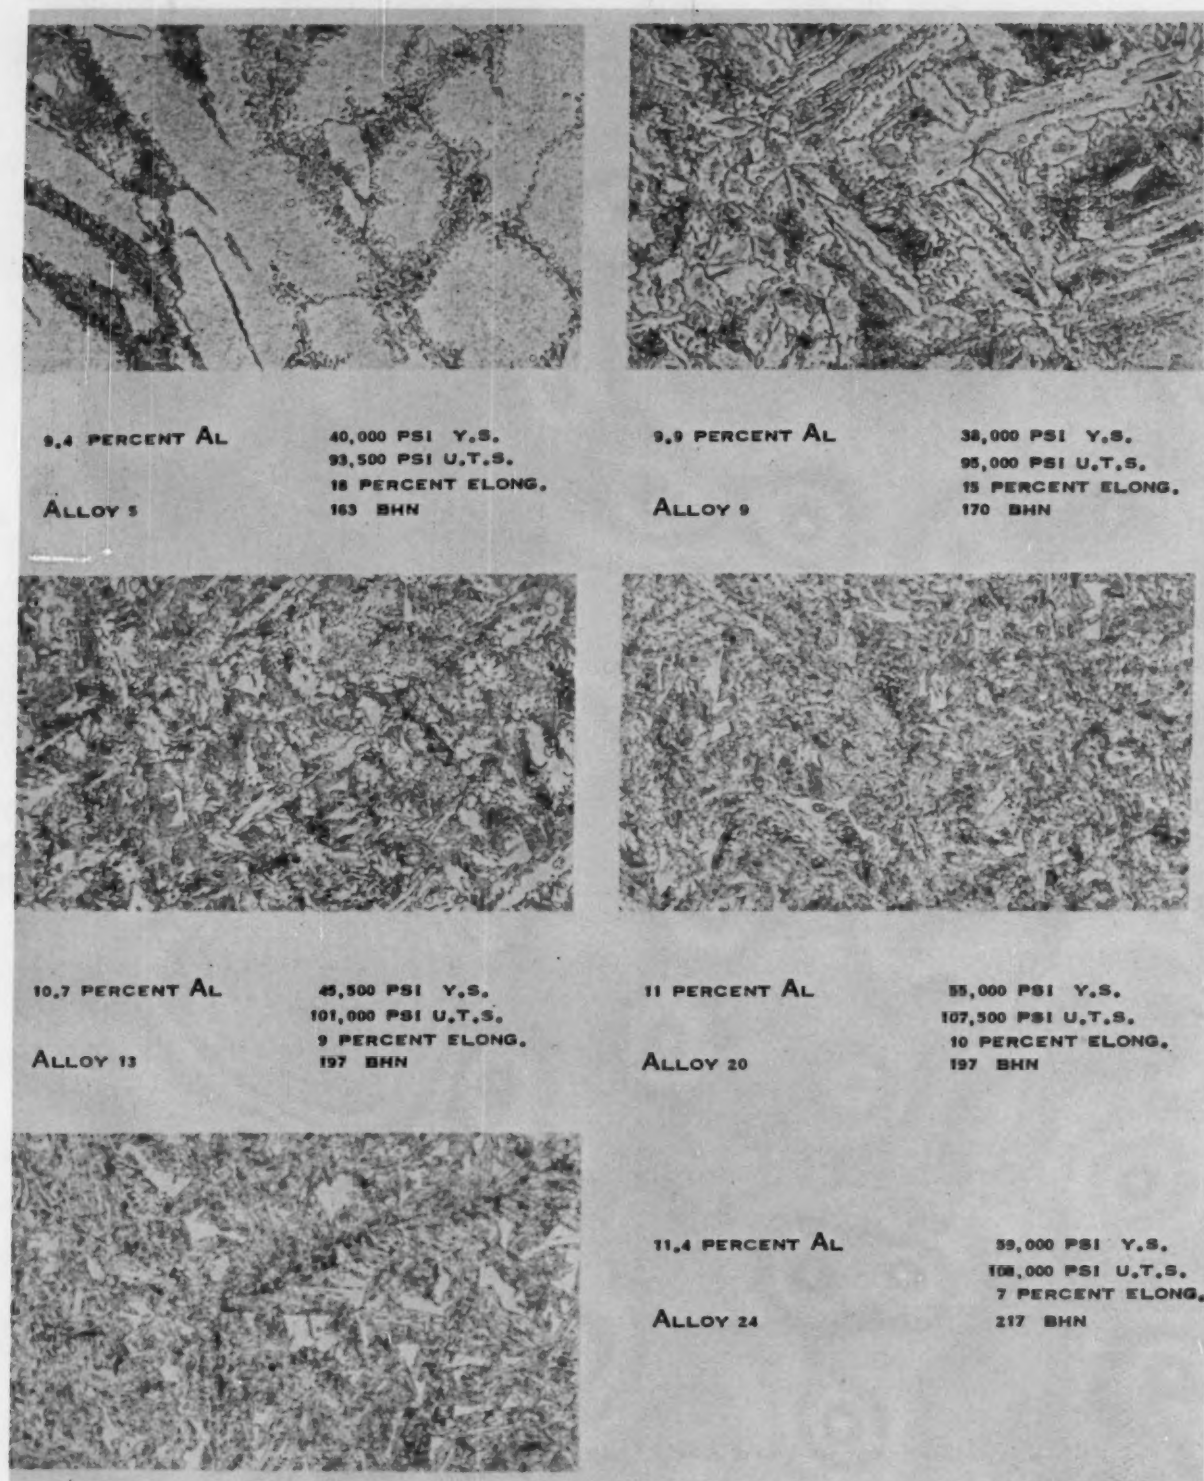 9.4 PERCENT AL
40,000 PSI Y.S.
93,500 PSI U.T.S.
18 PERCENT ELONG.
ALLOY 5
163 BHN
9.9 PERCENT AL
38,000 PSI Y.S.
95,000 PSI U.T.S.
15 PERCENT ELONG.
ALLOY 9
170 BHN
10.7 PERCENT AL
45,500 PSI Y.S.
101,000 PSI U.T.S.
9 PERCENT ELONG.
ALLOY 13
197 BHN
11 PERCENT AL
55,000 PSI Y.S.
107,500 PSI U.T.S.
10 PERCENT ELONG.
ALLOY 20
197 BHN
11.4 PERCENT AL
59,000 PSI Y.S.
108,000 PSI U.T.S.
7 PERCENT ELONG.
ALLOY 24
217 BHN